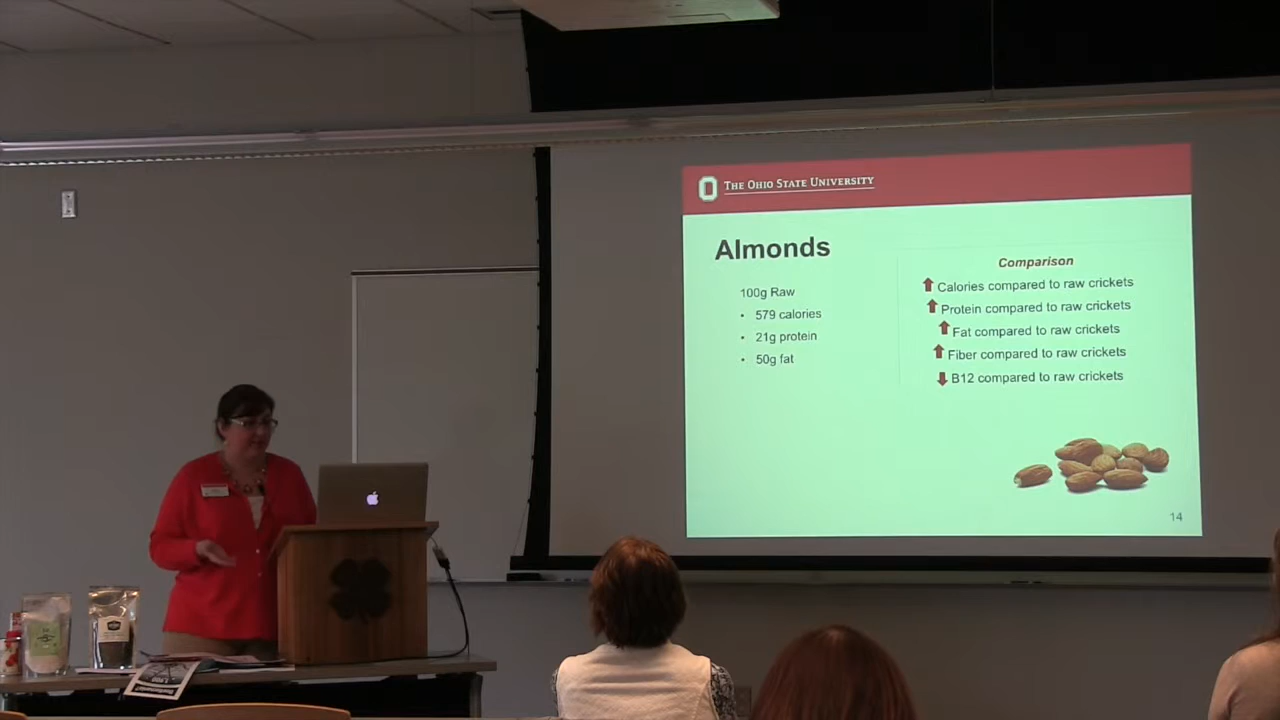 THE OHIO STATE UNIVERSITY
Almonds
100g Raw
• 579 calories
• 21g protein
• 50g fat
Comparison
Calories compared to raw crickets
Protein compared to raw crickets
Fat compared to raw crickets
Fiber compared to raw crickets
B12 compared to raw crickets
14